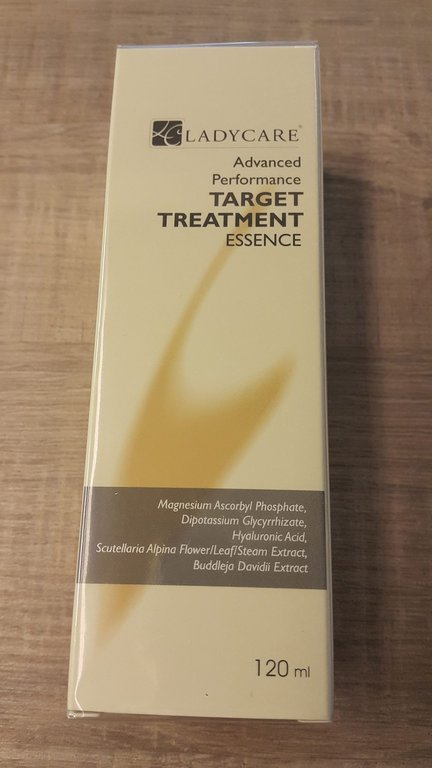 LC LADYCARE®
Advanced
Performance
TARGET
TREATMENT
ESSENCE
Magnesium Ascorbyl Phosphate,
Dipotassium Glycyrrhizate,
Hyaluronic Acid,
Scutellaria Alpina Flower/Leaf/Steam Extract,
Buddleja Davidii Extract
120 ml